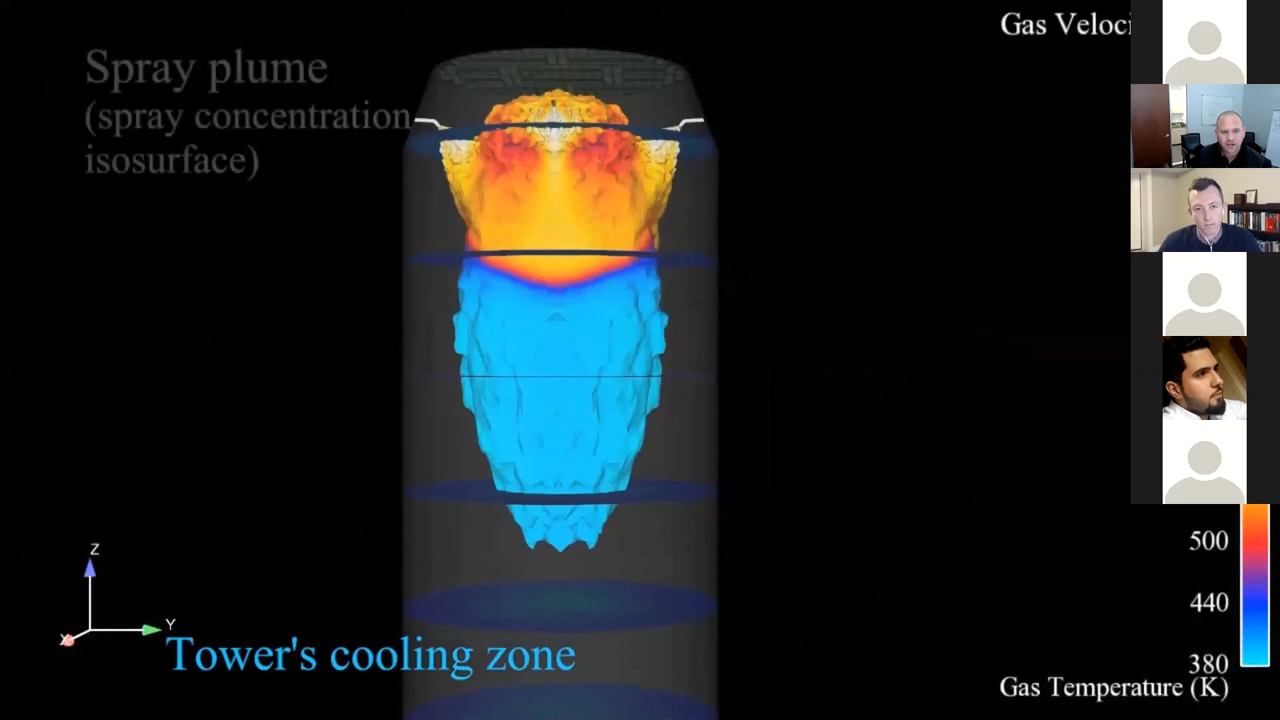 Spray plume
(spray concentration
isosurface)
Gas Veloci
Z
Y
X
Tower's cooling zone
500
440
380
Gas Temperature (K)